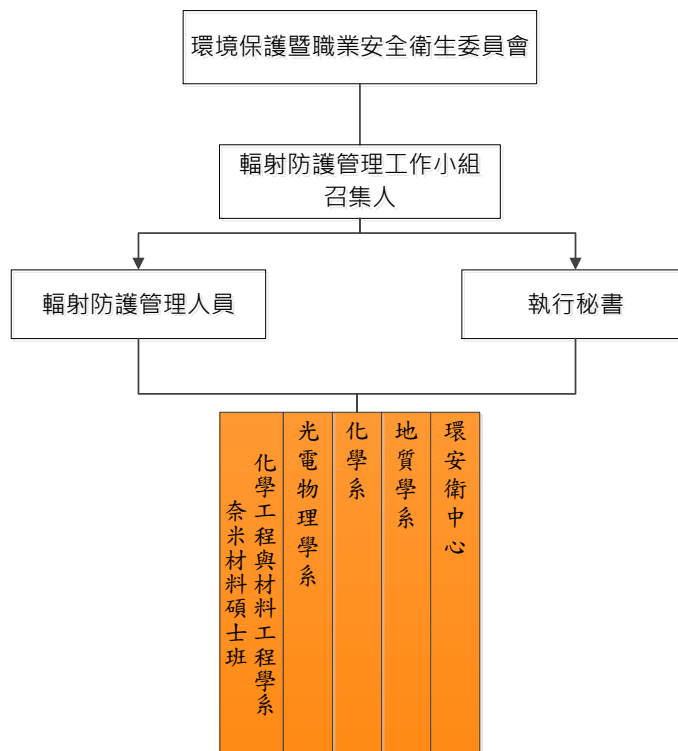 環境保護暨職業安全衛生委員會
輻射防護管理工作小組
召集人
輻射防護管理人員
執行秘書
環安衛中心
地質學系
化學系
光電物理學系
化學工程與材料工程學系
奈米材料碩士班